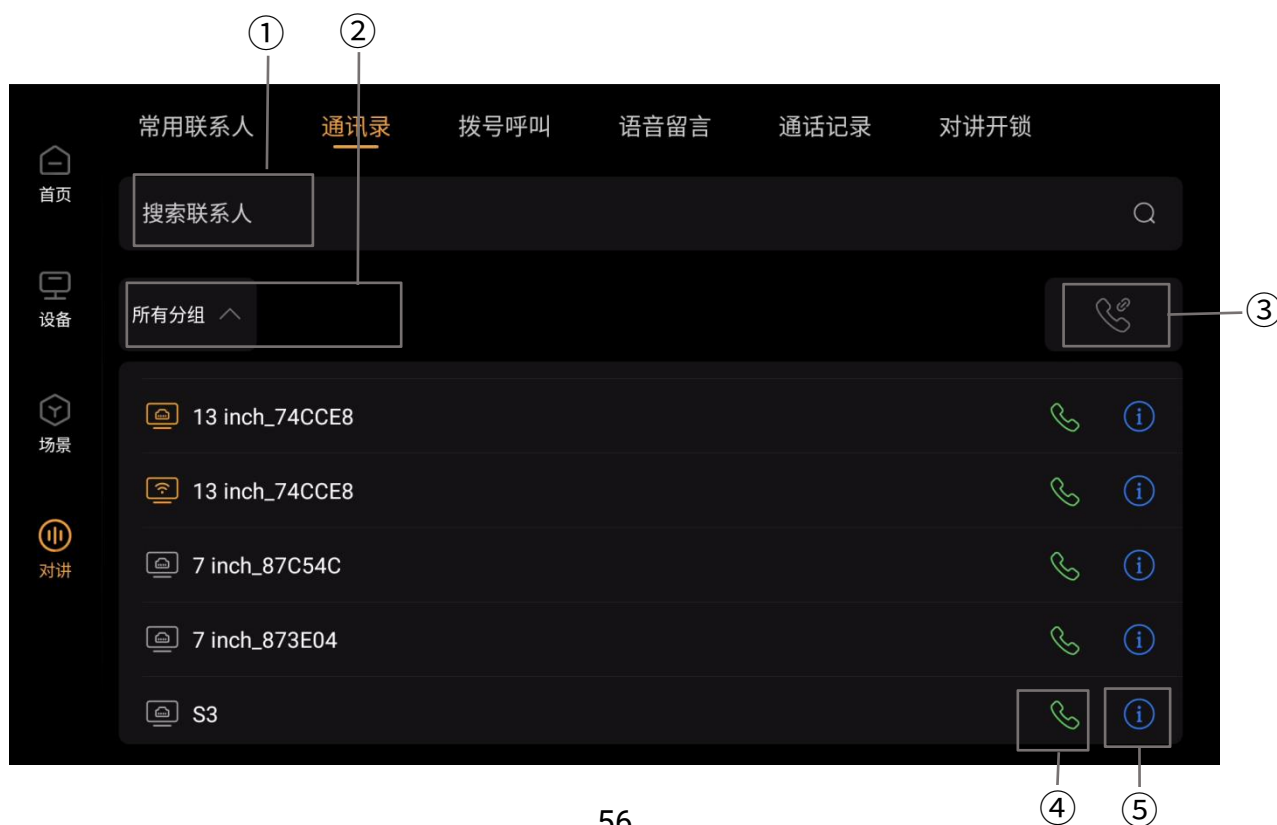 ① ②
常用联系人 通讯录 拨号呼叫 语音留言 通话记录 对讲开锁
首页
搜索联系人
设备
所有分组
③
13 inch_74CCE8
场景
13 inch_74CCE8
7 inch_87C54C
对讲
7 inch_873E04
S3
④ ⑤
56